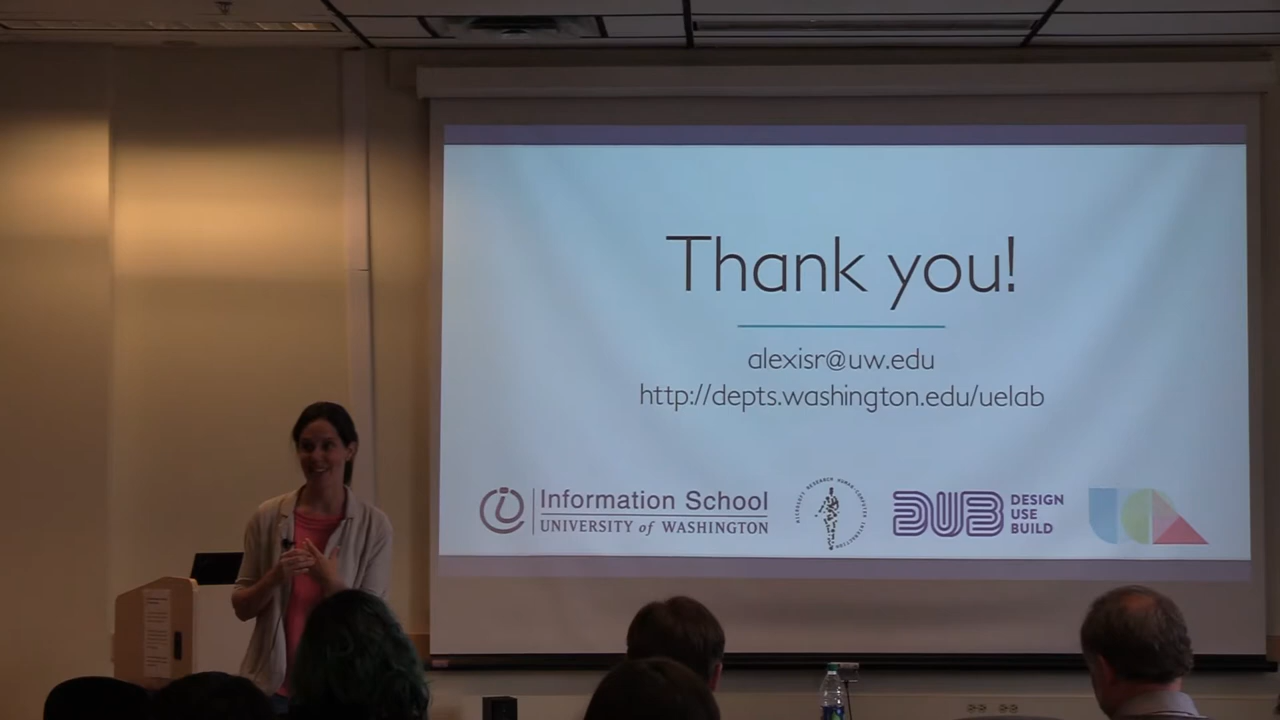 Thank you!
alexisr@uw.edu
http://depts.washington.edu/uelab
Information School
UNIVERSITY of WASHINGTON
DUB
DESIGN
USE
BUILD